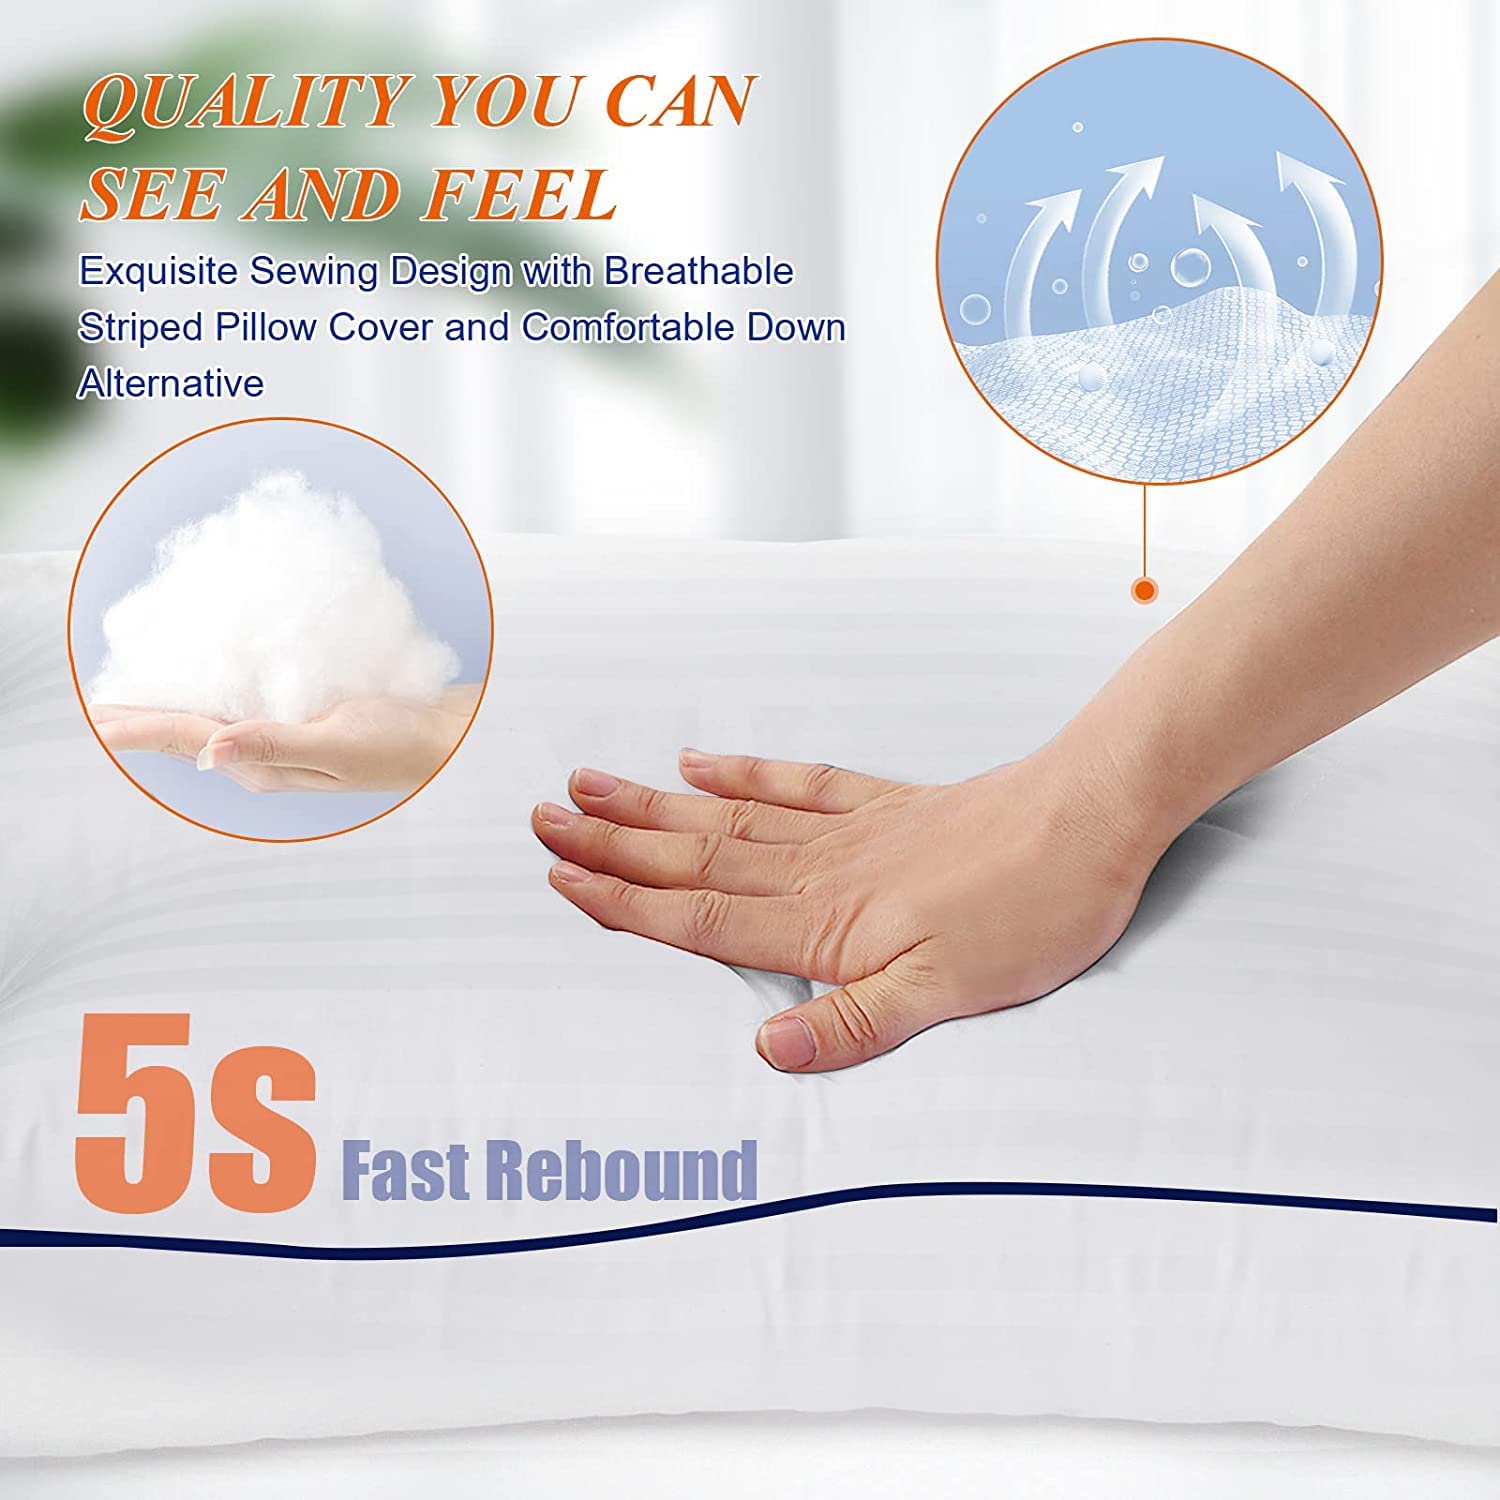 QUALITY YOU CAN
SEE AND FEEL
Exquisite Sewing Design with Breathable
Striped Pillow Cover and Comfortable Down
Alternative
5s Fast Rebound